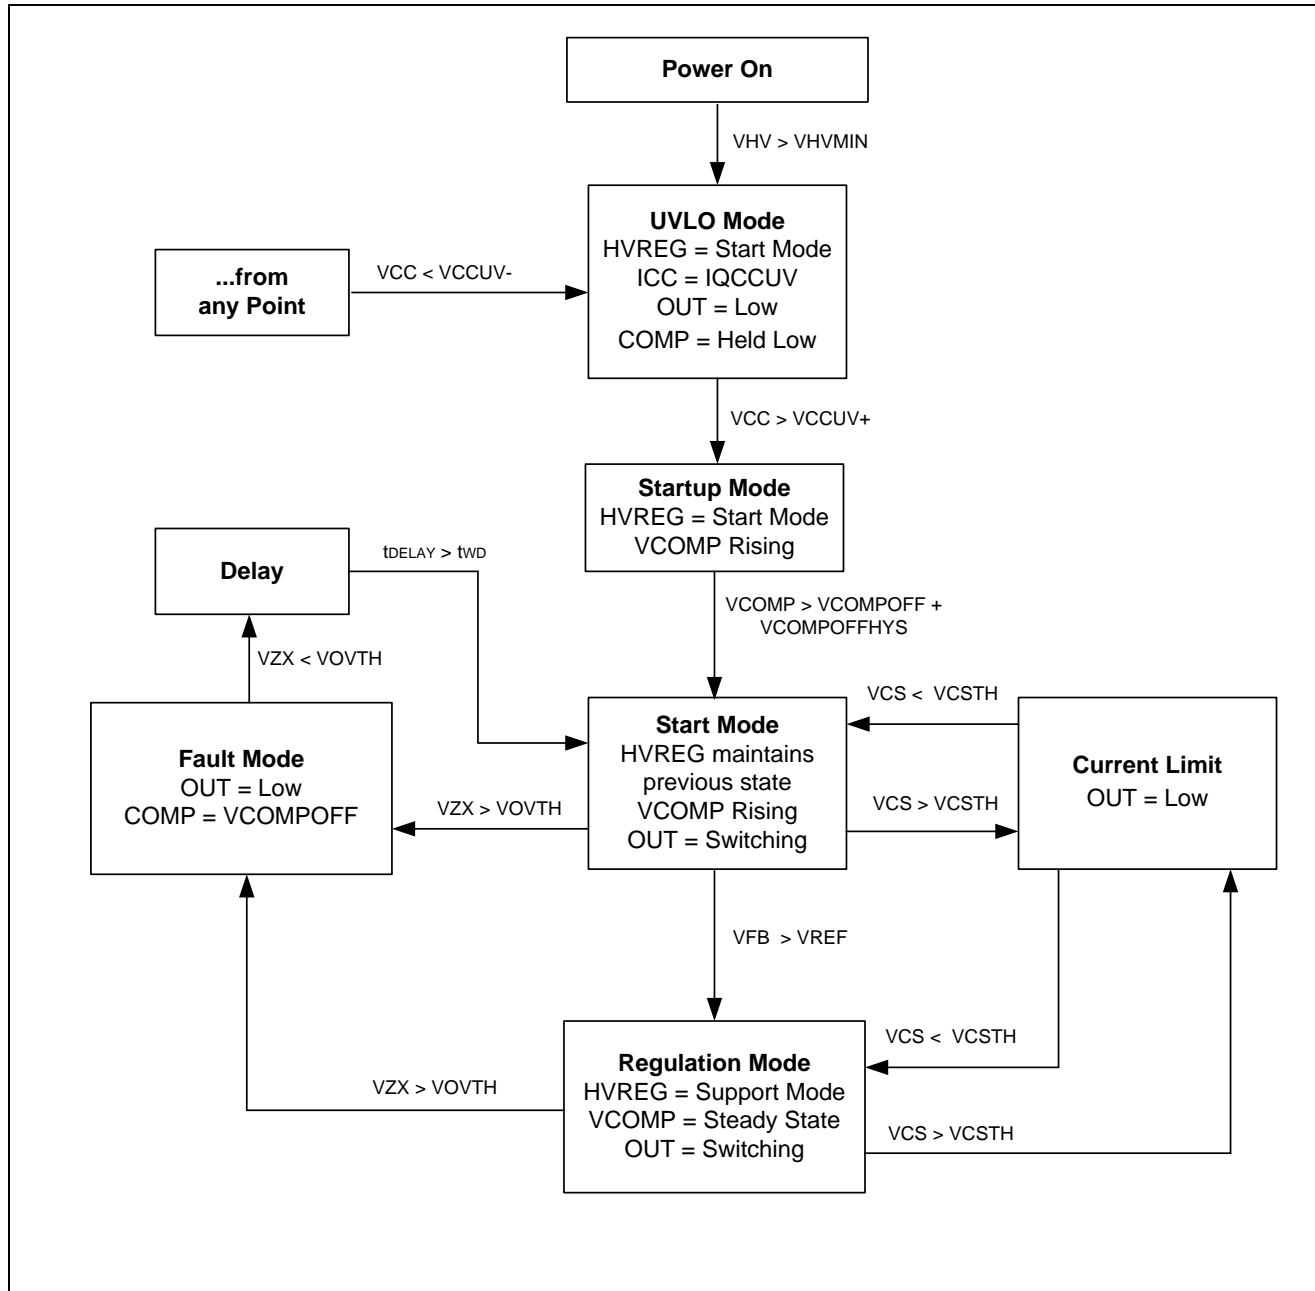 Power On
VHV > VHVMIN
UVLO Mode
HVREG = Start Mode
ICC = IQCCUV
OUT = Low
COMP = Held Low
...from
any Point
VCC < VCCUV-
VCC > VCCUV+
Startup Mode
HVREG = Start Mode
VCOMP Rising
Delay
tDELAY > tWD
VCOMP > VCOMPOFF +
VCOMPOFFHYS
VZX < VOVTH
Fault Mode
OUT = Low
COMP = VCOMPOFF
VZX > VOVTH
Start Mode
HVREG maintains
previous state
VCOMP Rising
OUT = Switching
VCS < VCSTH
VCS > VCSTH
Current Limit
OUT = Low
VFB > VREF
VZX > VOVTH
Regulation Mode
HVREG = Support Mode
VCOMP = Steady State
OUT = Switching
VCS < VCSTH
VCS > VCSTH